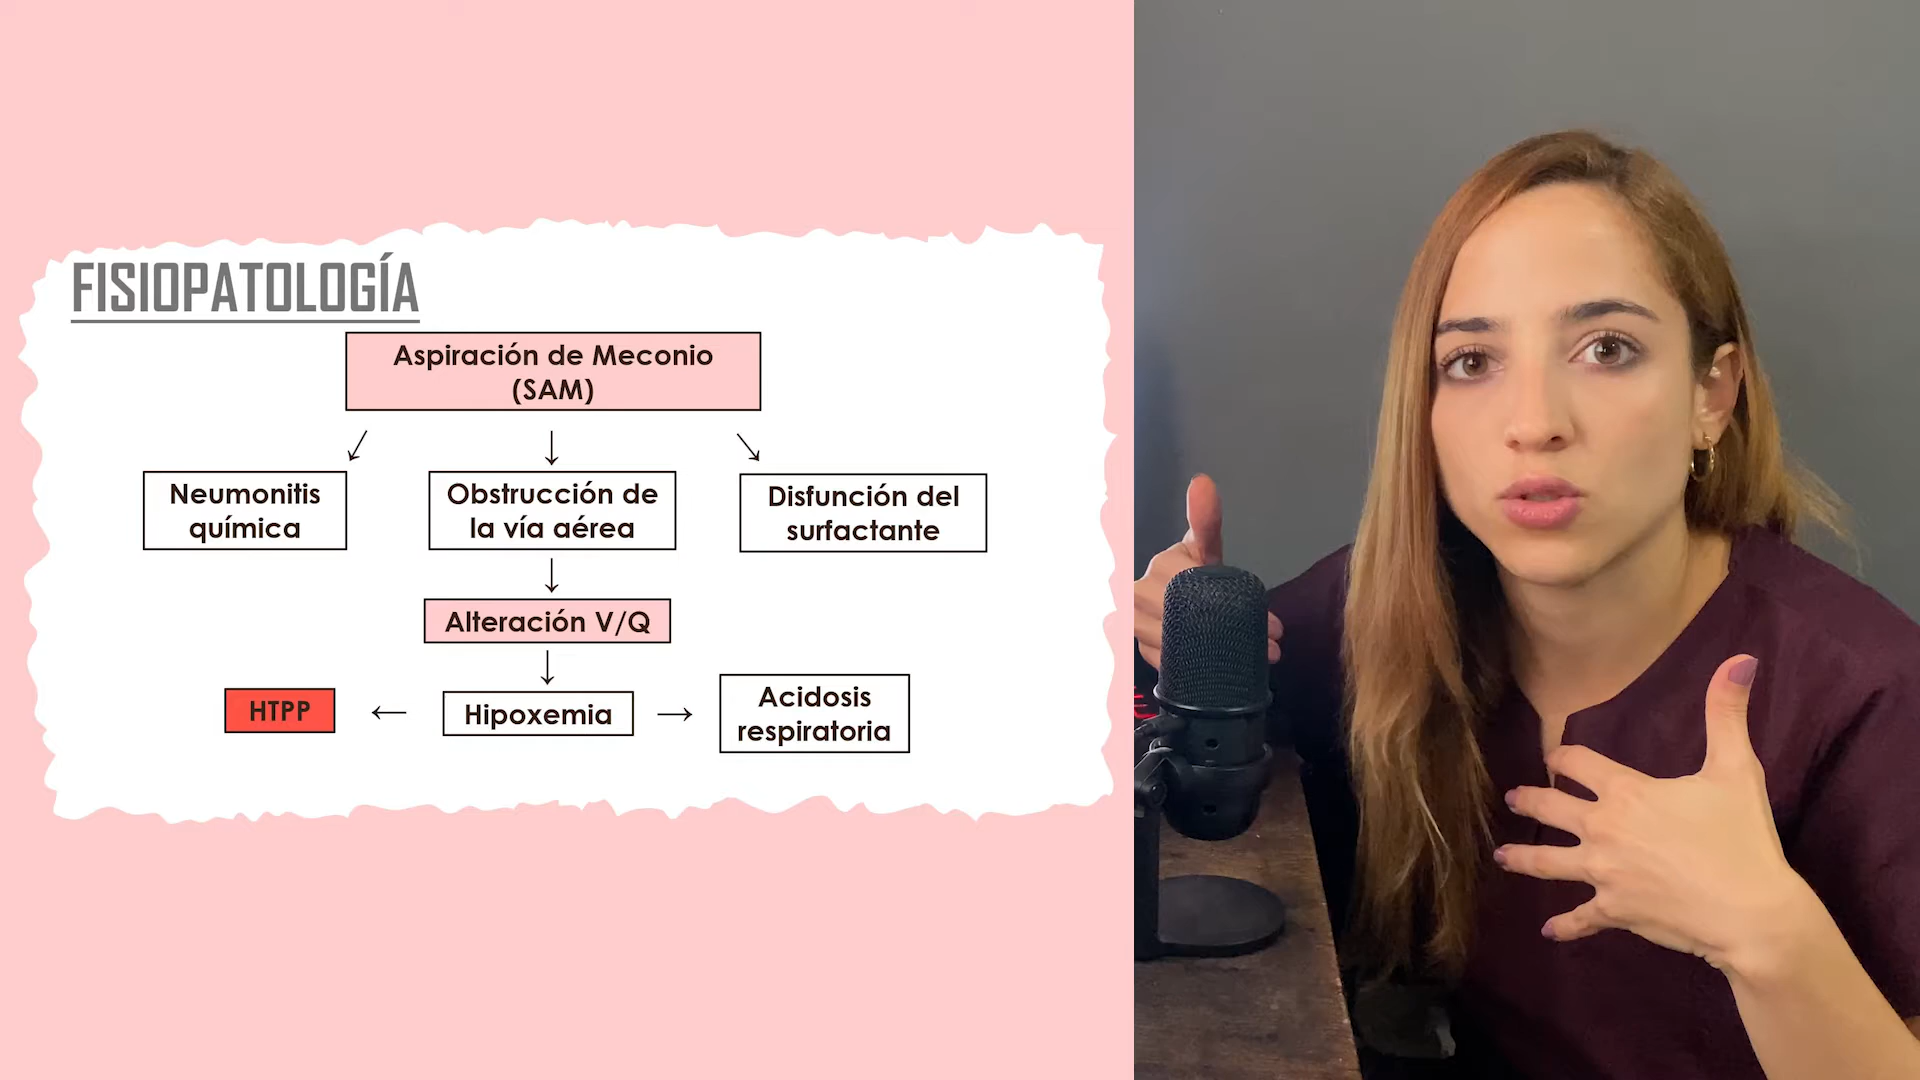 FISIOPATOLOGÍA
Aspiración de Meconio
(SAM)
Neumonitis
química
Obstrucción de
la vía aérea
Disfunción del
surfactante
Alteración V/Q
HTPP
Hipoxemia
Acidosis
respiratoria